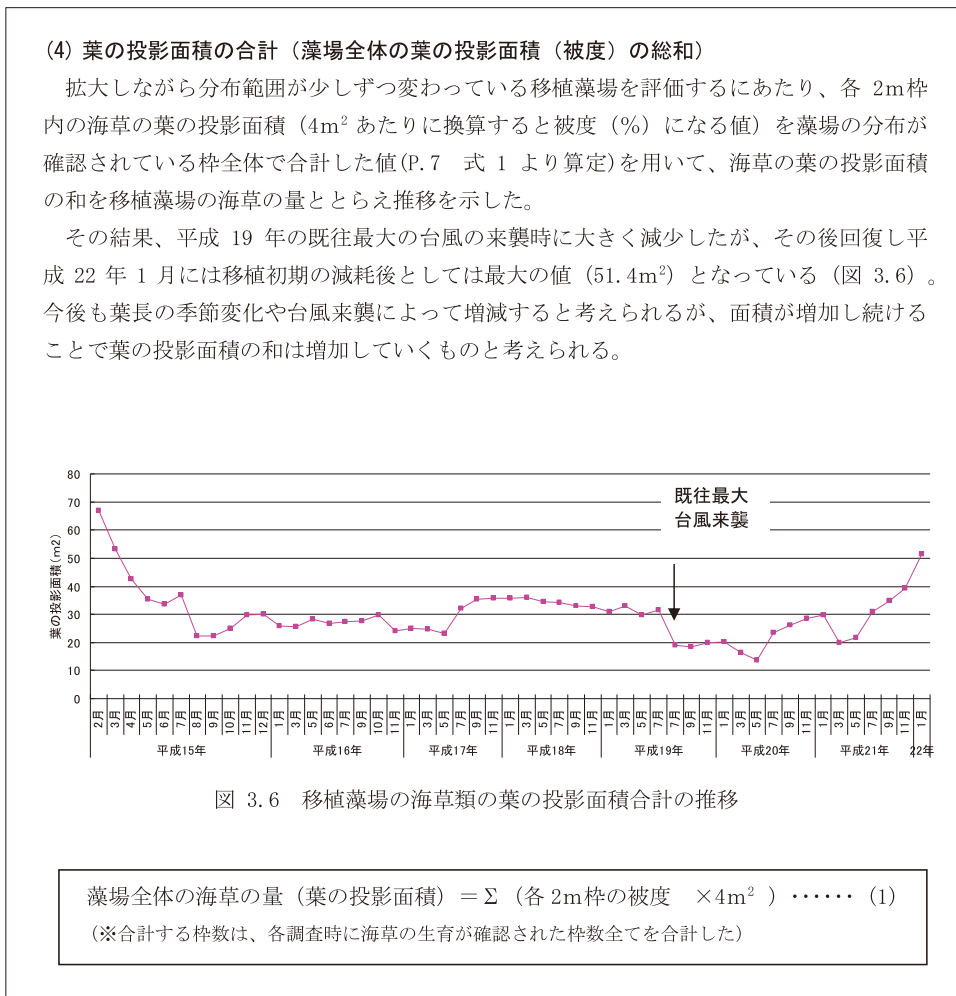 (4) 葉の投影面積の合計（藻場全体の葉の投影面積（被度）の総和）
拡大しながら分布範囲が少しずつ変わっている移植藻場を評価するにあたり、各 2m枠
内の海草の葉の投影面積（4m² あたりに換算すると被度（%）になる値）を藻場の分布が
確認されている枠全体で合計した値(P.7 式 1 より算定)を用いて、海草の葉の投影面積
の和を移植藻場の海草の量ととらえ推移を示した。
その結果、平成 19 年の既往最大の台風の来襲時に大きく減少したが、その後回復し平
成 22 年 1 月には移植初期の減耗後としては最大の値（51.4m²）となっている（図 3.6）。
今後も葉長の季節変化や台風来襲によって増減すると考えられるが、面積が増加し続ける
ことで葉の投影面積の和は増加していくものと考えられる。
葉の投影面積(m2)
80
70
60
50
40
30
20
10
0
既往最大
台風来襲
2月 3月 4月 5月 6月 7月 8月 9月 10月 11月 12月 1月 3月 5月 6月 7月 9月 10月 11月 1月 3月 5月 7月 9月 11月 1月 3月 5月 7月 9月 11月 1月 3月 5月 7月 7月 9月 11月 1月 3月 5月 7月 9月 11月 1月 3月 5月 7月 9月 11月 1月
平成15年 平成16年 平成17年 平成18年 平成19年 平成20年 平成21年 22年
図 3.6 移植藻場の海草類の葉の投影面積合計の推移
藻場全体の海草の量（葉の投影面積）＝Σ（各 2m枠の被度 ×4m² ）‥‥‥ (1)
（※合計する枠数は、各調査時に海草の生育が確認された枠数全てを合計した）